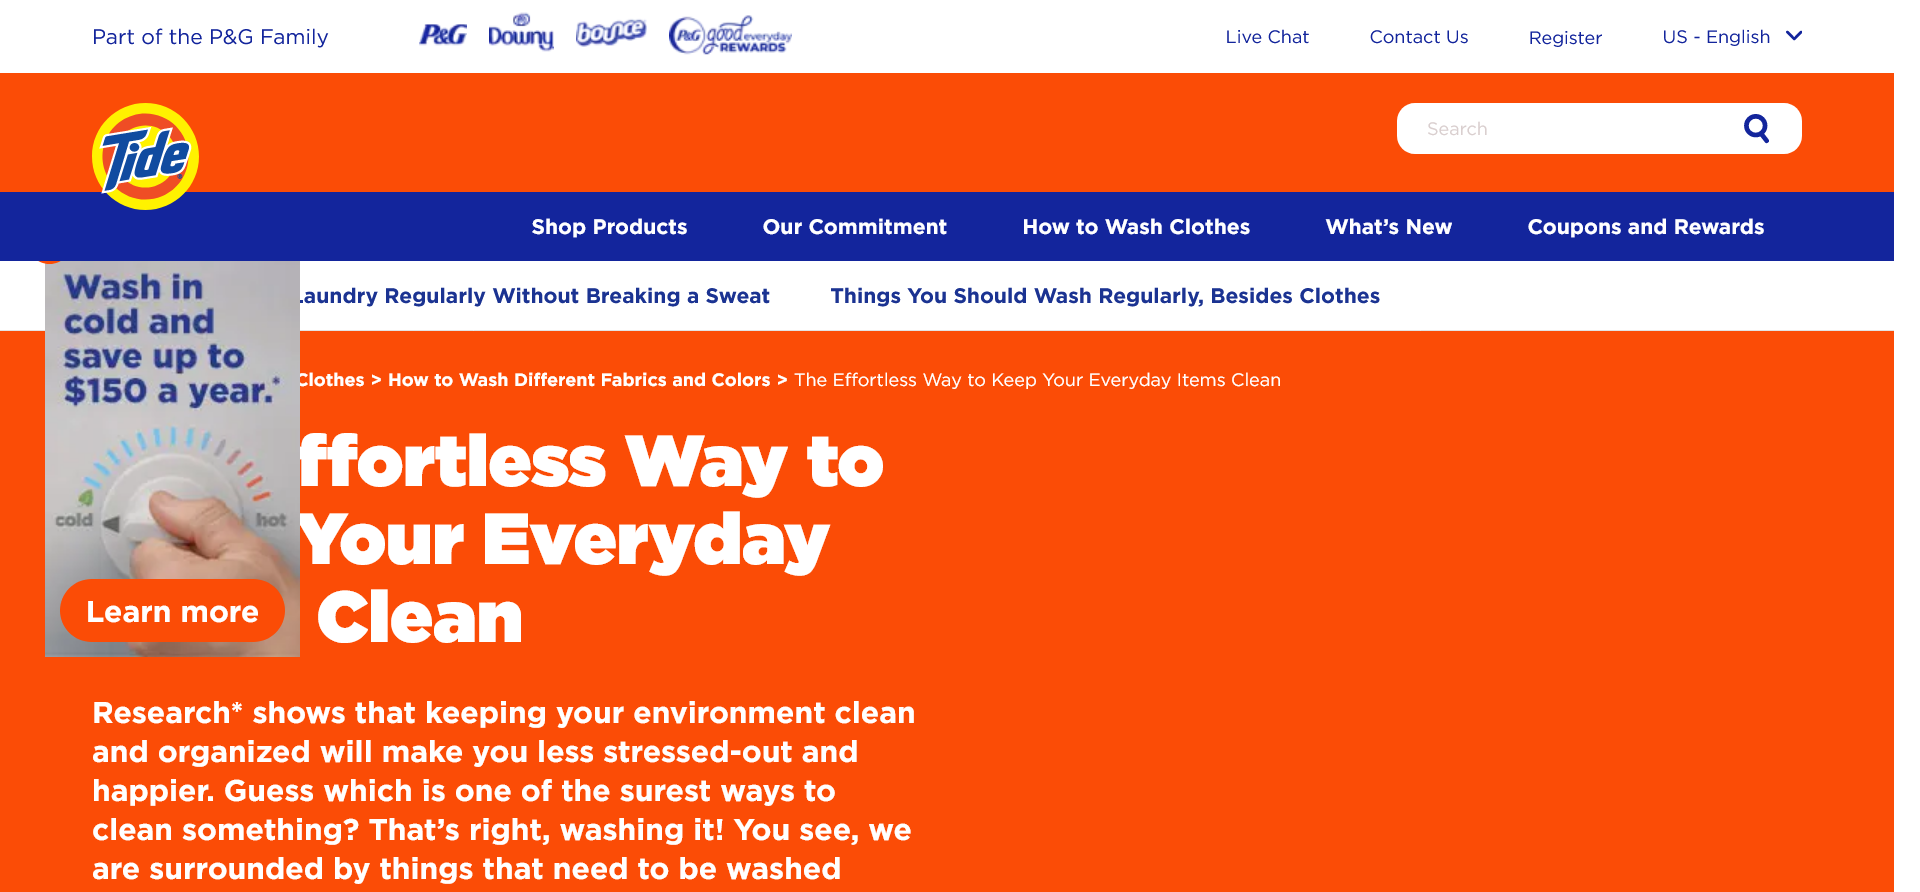 Part of the P&G Family
P&G
Downy
bounce
P&G good everyday REWARDS
Live Chat
Contact Us
Register
US - English
Tide
Search
Shop Products
Our Commitment
How to Wash Clothes
What's New
Coupons and Rewards
Laundry Regularly Without Breaking a Sweat
Things You Should Wash Regularly, Besides Clothes
Wash in
cold and
save up to
$150 a year.*
cold
hot
Learn more
Clothes > How to Wash Different Fabrics and Colors > The Effortless Way to Keep Your Everyday Items Clean
ffortless Way to
Your Everyday
Clean
Research* shows that keeping your environment clean
and organized will make you less stressed-out and
happier. Guess which is one of the surest ways to
clean something? That's right, washing it! You see, we
are surrounded by things that need to be washed